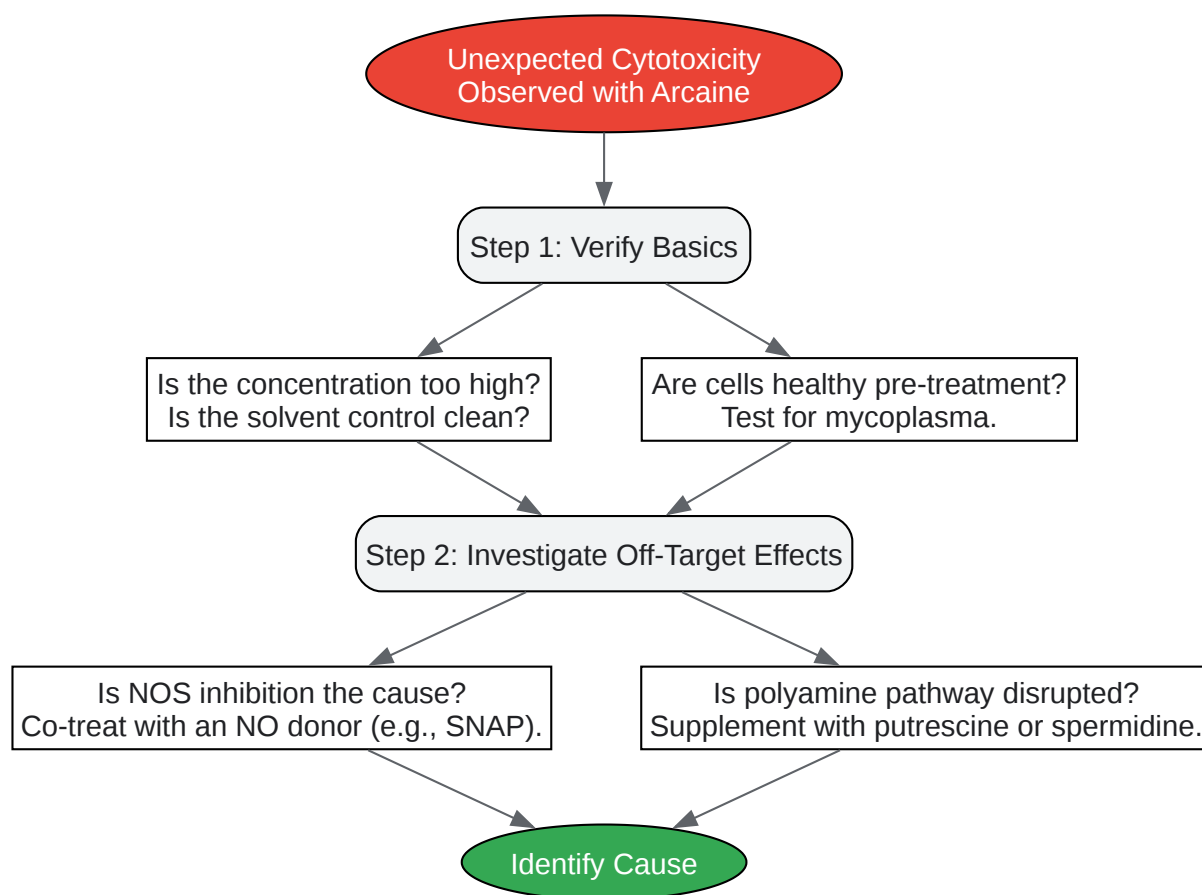 Unexpected Cytotoxicity
Observed with Arcaine
Step 1: Verify Basics
Is the concentration too high?
Is the solvent control clean?
Are cells healthy pre-treatment?
Test for mycoplasma.
Step 2: Investigate Off-Target Effects
Is NOS inhibition the cause?
Co-treat with an NO donor (e.g., SNAP).
Is polyamine pathway disrupted?
Supplement with putrescine or spermidine.
Identify Cause